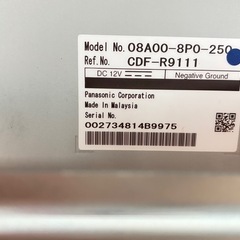 Model No. 08A00-8P0-250
Ref.No. CDF-R9111
DC 12V Negative Ground
Panasonic Corporation
Made In Malaysia
Serial No.
002734814B9975